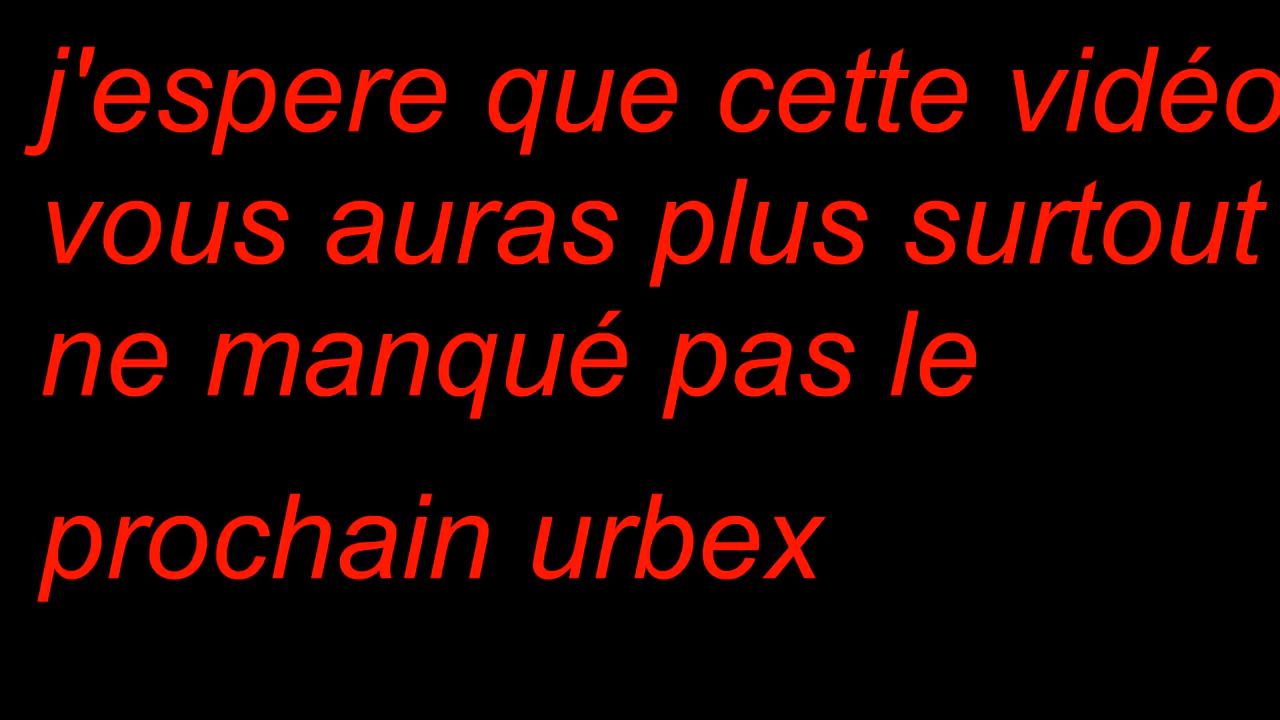 j'espere que cette vidéo
vous auras plus surtout
ne manqué pas le
prochain urbex